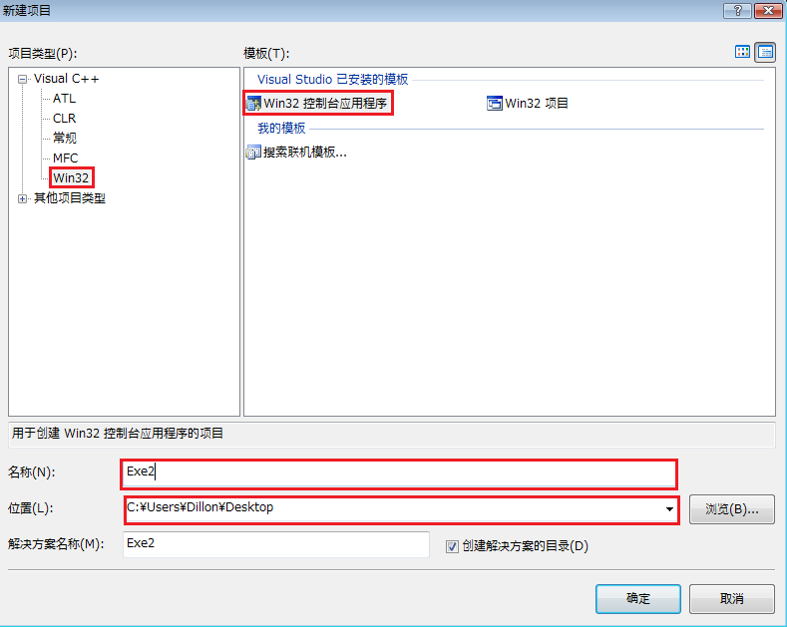 新建项目
项目类型(P):
模板(T):
Visual C++
ATL
CLR
常规
MFC
Win32
其他项目类型
Visual Studio 已安装的模板
Win32 控制台应用程序
Win32 项目
我的模板
搜索联机模板...
用于创建 Win32 控制台应用程序的项目
名称(N):
Exe2
位置(L):
C:¥Users¥Dillon¥Desktop
浏览(B)...
解决方案名称(M):
Exe2
创建解决方案的目录(D)
确定
取消